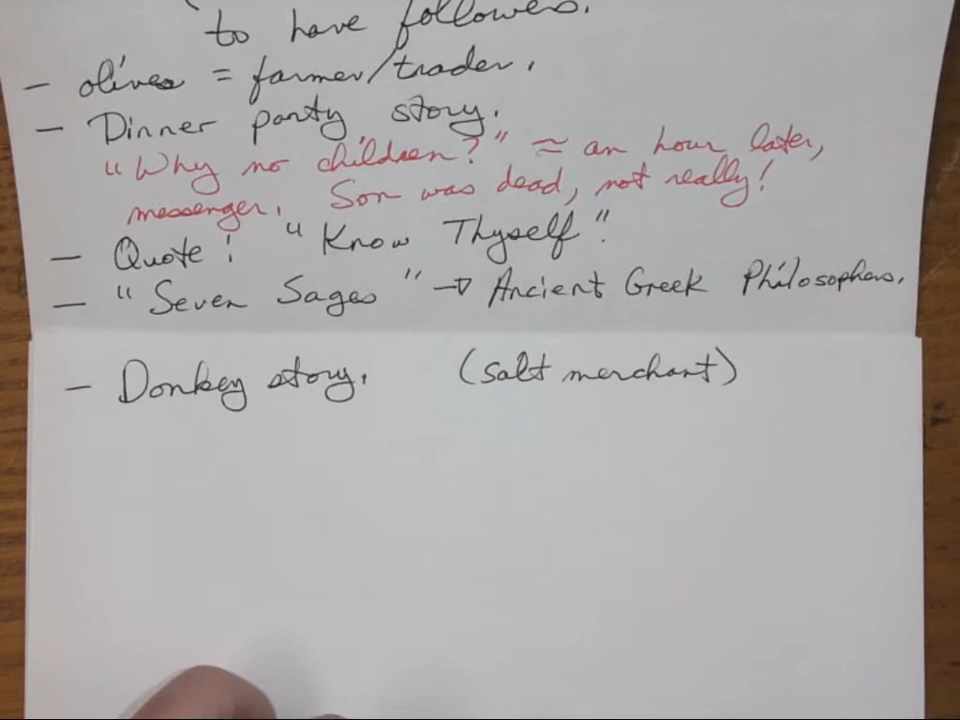 to have followers.
- olives = farmer/trader.
- Dinner party story.
"Why no children?" ≈ an hour later,
messenger. Son was dead, not really!
- Quote: "Know Thyself".
- "Seven Sages" → Ancient Greek Philosophers.
- Donkey story. (salt merchant)